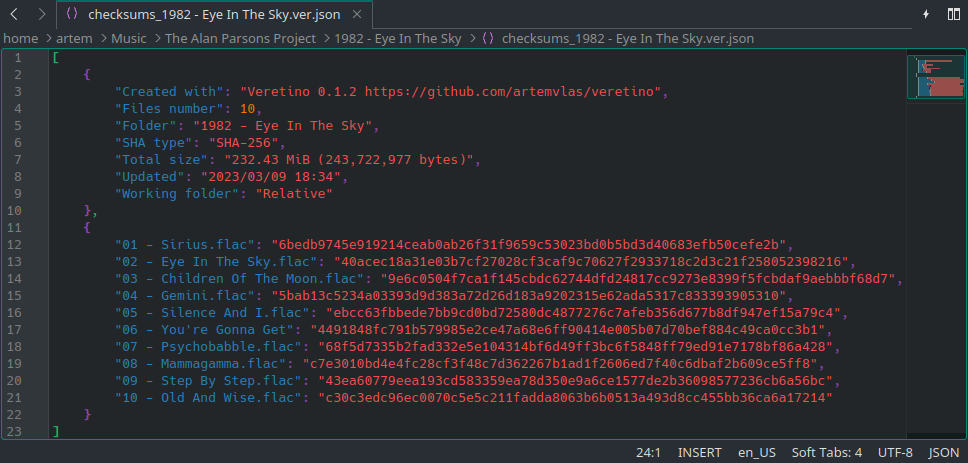 checksums_1982 - Eye In The Sky.ver.json
home > artem > Music > The Alan Parsons Project > 1982 - Eye In The Sky > checksums_1982 - Eye In The Sky.ver.json
1 [
2 {
3 "Created with": "Veretino 0.1.2 https://github.com/artemvlas/veretino",
4 "Files number": 10,
5 "Folder": "1982 - Eye In The Sky",
6 "SHA type": "SHA-256",
7 "Total size": "232.43 MiB (243,722,977 bytes)",
8 "Updated": "2023/03/09 18:34",
9 "Working folder": "Relative"
10 },
11 {
12 "01 - Sirius.flac": "6bedb9745e919214ceab0ab26f31f9659c53023bd0b5bd3d40683efb50cefe2b",
13 "02 - Eye In The Sky.flac": "40acec18a31e03b7cf27028cf3caf9c70627f2933718c2d3c21f258052398216",
14 "03 - Children Of The Moon.flac": "9e6c0504f7ca1f145cbdc62744dfd24817cc9273e8399f5fcbdaf9aebbbf68d7",
15 "04 - Gemini.flac": "5bab13c5234a03393d9d383a72d26d183a9202315e62ada5317c833393905310",
16 "05 - Silence And I.flac": "ebcc63fbbede7bb9cd0bd72580dc4877276c7afeb356d677b8df947ef15a79c4",
17 "06 - You're Gonna Get": "4491848fc791b579985e2ce47a68e6ff90414e005b07d70bef884c49ca0cc3b1",
18 "07 - Psychobabble.flac": "68f5d7335b2fad332e5e104314bf6d49ff3bc6f5848ff79ed91e7178bf86a428",
19 "08 - Mammagamma.flac": "c7e3010bd4e4fc28cf3f48c7d362267b1ad1f2606ed7f40c6dbaf2b609ce5ff8",
20 "09 - Step By Step.flac": "43ea60779eea193cd583359ea78d350e9a6ce1577de2b36098577236cb6a56bc",
21 "10 - Old And Wise.flac": "c30c3edc96ec0070c5e5c211fadda8063b6b0513a493d8cc455bb36ca6a17214"
22 }
23 ]
24:1 INSERT en_US Soft Tabs: 4 UTF-8 JSON